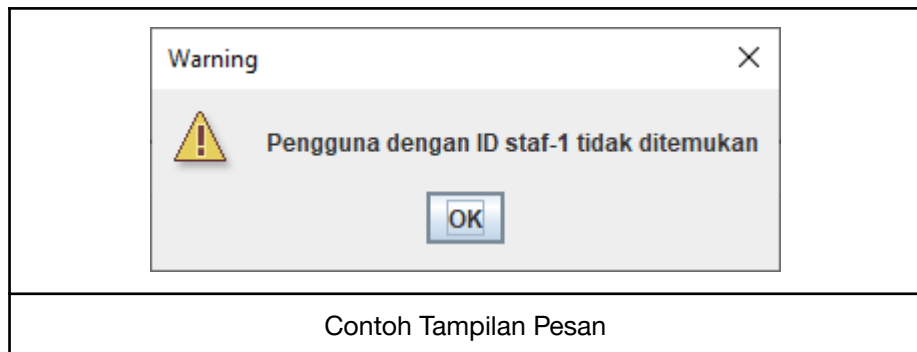 Warning
Pengguna dengan ID staf-1 tidak ditemukan
OK
Contoh Tampilan Pesan